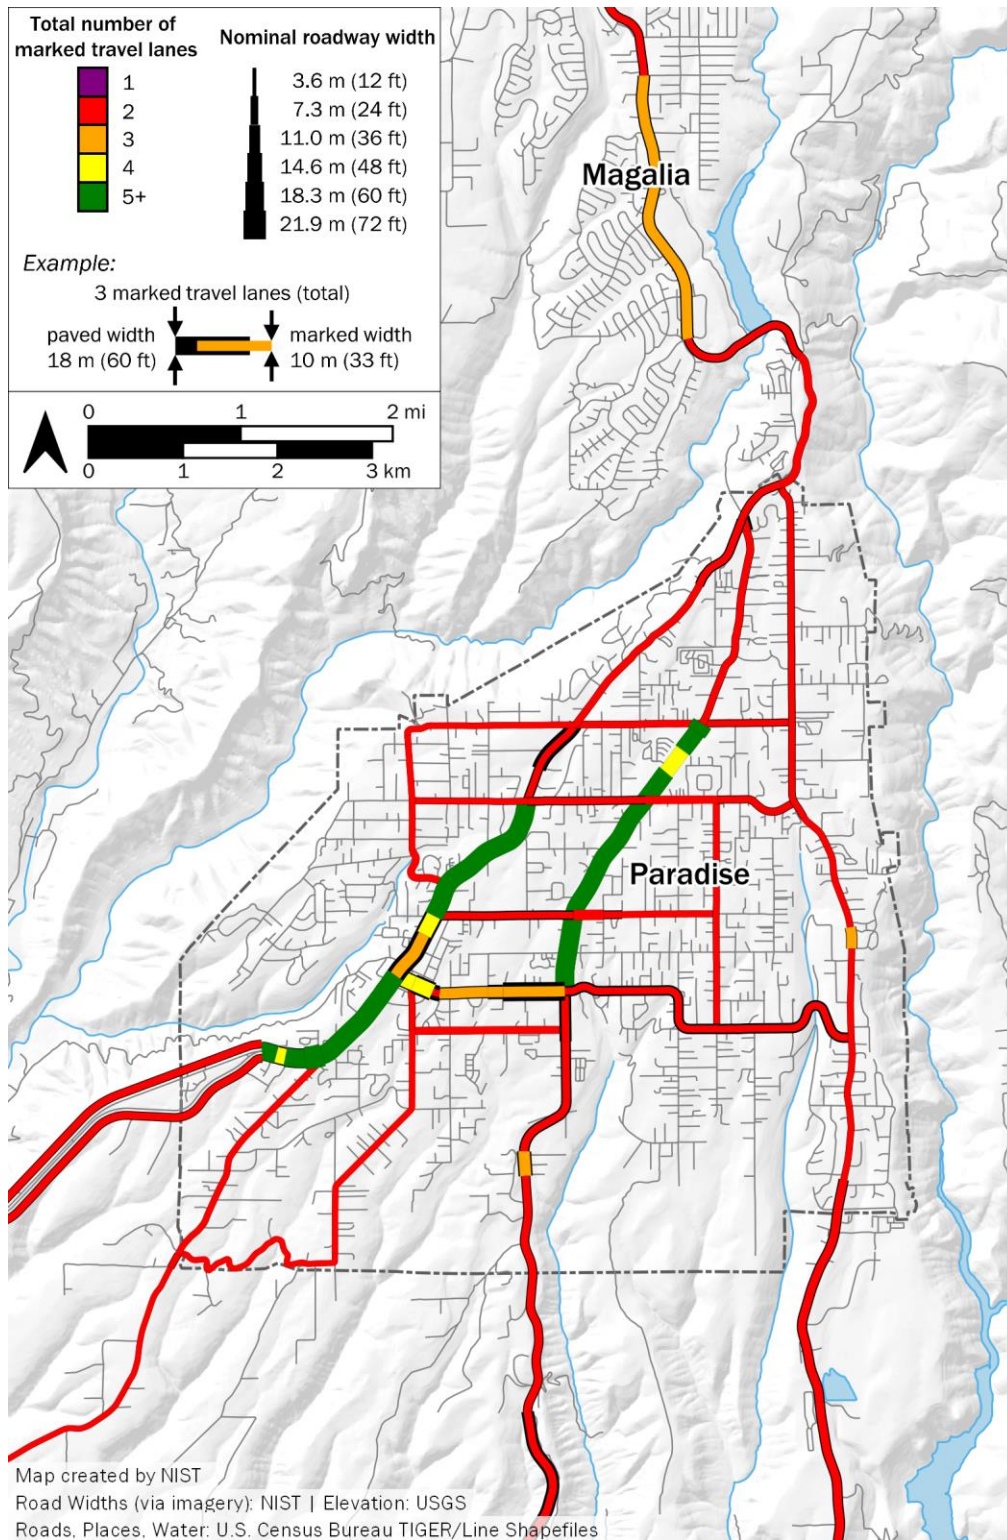 Total number of
marked travel lanes
1
2
3
4
5+
Nominal roadway width
3.6 m (12 ft)
7.3 m (24 ft)
11.0 m (36 ft)
14.6 m (48 ft)
18.3 m (60 ft)
21.9 m (72 ft)
Example:
3 marked travel lanes (total)
paved width
18 m (60 ft)
marked width
10 m (33 ft)
0 1 2 mi
0 1 2 3 km
Magalia
Paradise
Map created by NIST
Road Widths (via imagery): NIST | Elevation: USGS
Roads, Places, Water: U.S. Census Bureau TIGER/Line Shapefiles